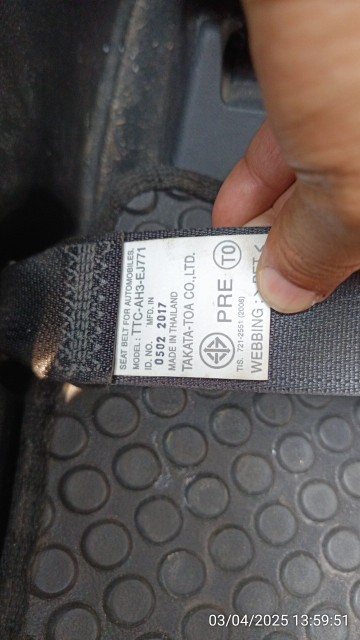 SEAT BELT FOR AUTOMOBILES.
MODEL: TTC-AH3-EJ771
ID. NO. MFD. IN
0502 2017
MADE IN THAILAND
TAKATA-TOA CO.,LTD.
PRE TO
TIS. 721-2551 (2008)
WEBBING
03/04/2025 13:59:51